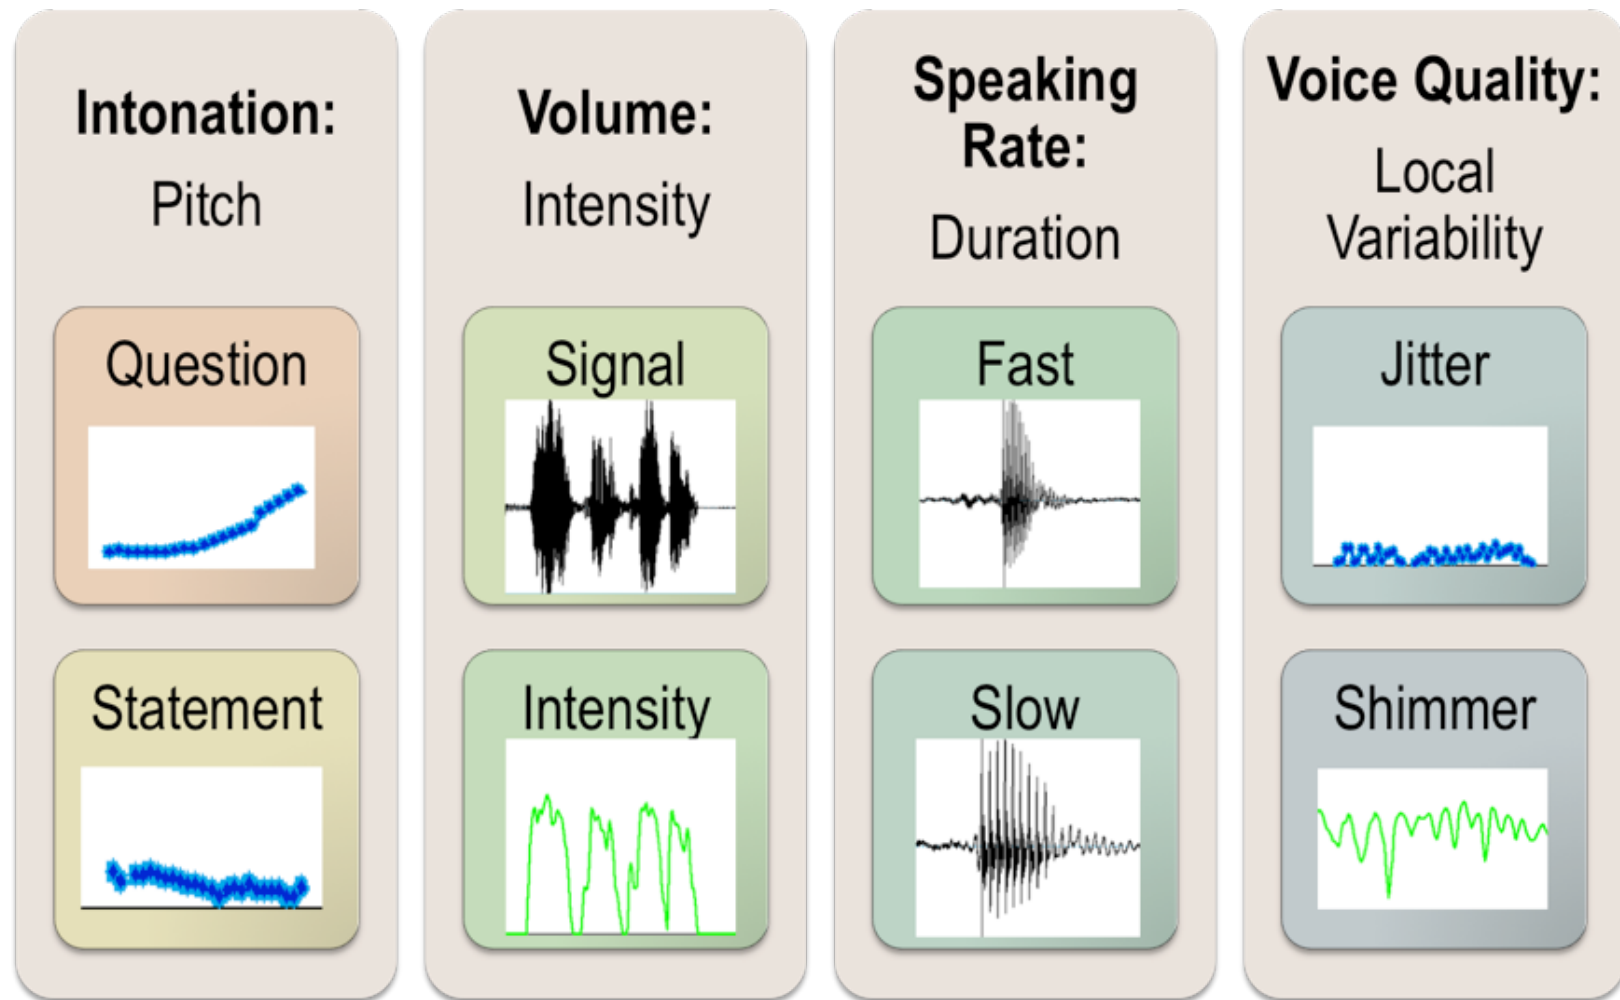 Intonation:
Pitch
Question
Statement
Volume:
Intensity
Signal
Intensity
Speaking
Rate:
Duration
Fast
Slow
Voice Quality:
Local
Variability
Jitter
Shimmer